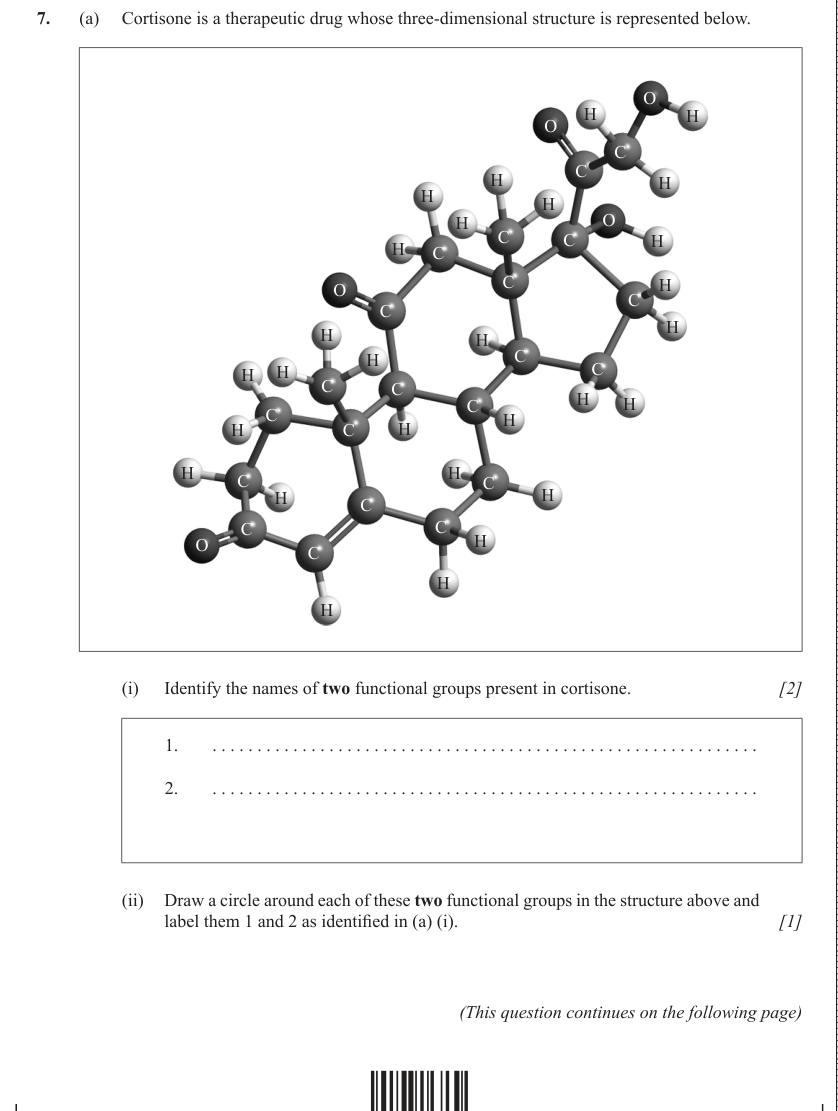 7. (a) Cortisone is a therapeutic drug whose three-dimensional structure is represented below.
O
H
O
H
C
C
H
H
H
H
H
O
H
C
C
H
H
C
C
H
O
C
C
H
H
C
H
H
H
C
C
H
H
C
C
C
H
H
H
C
C
H
H
H
H
C
C
H
H
C
C
H
C
O
C
H
C
H
H
(i) Identify the names of two functional groups present in cortisone. [2]
1. . . . . . . . . . . . . . . . . . . . . . . . . . . . . . . . . . . . . . . . . . . . . . . . . . . . . . . . . . . . . .
2. . . . . . . . . . . . . . . . . . . . . . . . . . . . . . . . . . . . . . . . . . . . . . . . . . . . . . . . . . . . . .
(ii) Draw a circle around each of these two functional groups in the structure above and
label them 1 and 2 as identified in (a) (i). [1]
(This question continues on the following page)